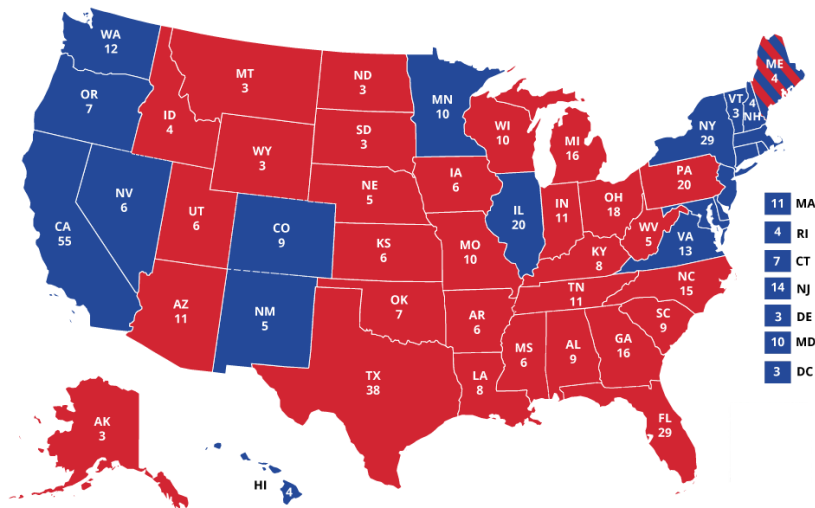 WA
12
OR
7
CA
55
NV
6
ID
4
MT
3
WY
3
UT
6
AZ
11
CO
9
NM
5
ND
3
SD
3
NE
5
KS
6
OK
7
TX
38
MN
10
IA
6
MO
10
AR
6
LA
8
WI
10
IL
20
MI
16
IN
11
OH
18
KY
8
TN
11
MS
6
AL
9
GA
16
FL
29
SC
9
NC
15
VA
13
WV
5
PA
20
NY
29
VT
3
4
NH
ME
4
11 MA
4 RI
7 CT
14 NJ
3 DE
10 MD
3 DC
AK
3
HI
4